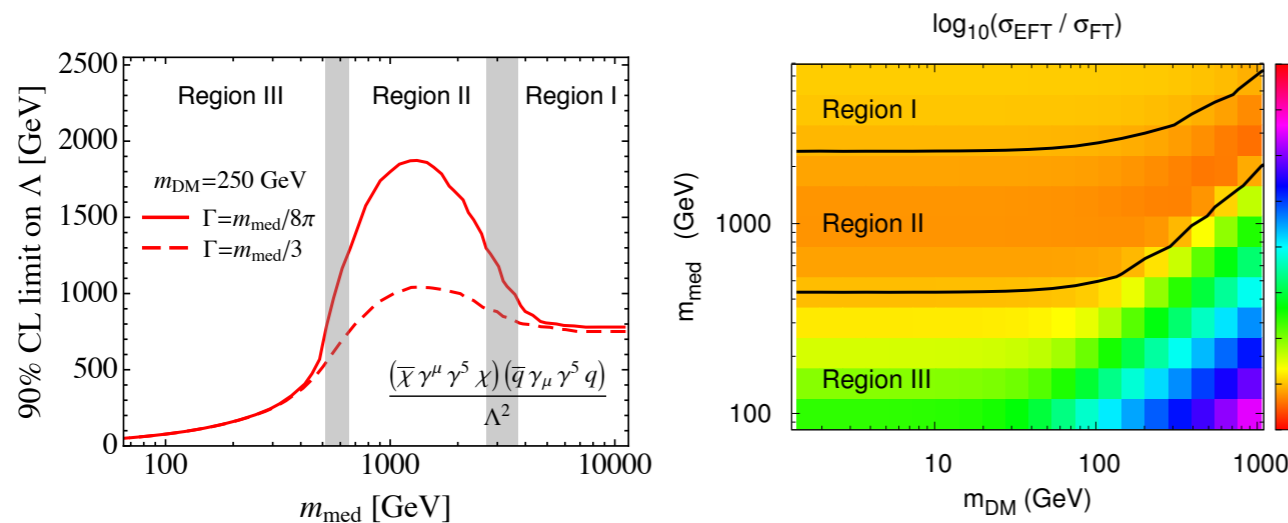 90% CL limit on Λ [GeV]
2500
2000
1500
1000
500
0
Region III
Region II
Region I
m_DM=250 GeV
Γ=m_med/8π
Γ=m_med/3
(χ̄ γ^μ γ^5 χ)(q̄ γ_μ γ^5 q)
Λ^2
100
1000
10000
m_med [GeV]
log_10(σ_EFT / σ_FT)
m_med (GeV)
1000
100
Region I
Region II
Region III
10
100
1000
m_DM (GeV)